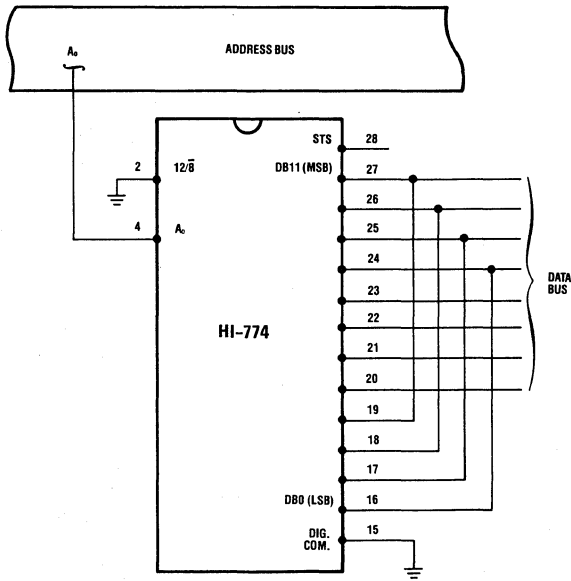 A₀
ADDRESS BUS
STS 28
2 12/8̅ DB11 (MSB) 27
26
4 A₀ 25
24
DATA
BUS
23
HI-774 22
21
20
19
18
17
DB0 (LSB) 16
DIG.
COM. 15